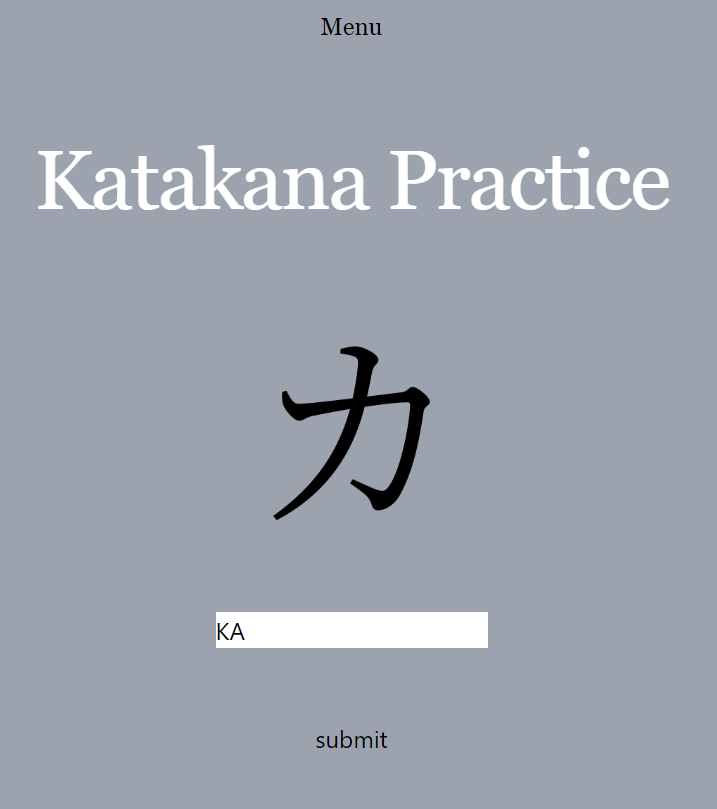 Menu
Katakana Practice
カ
KA
submit